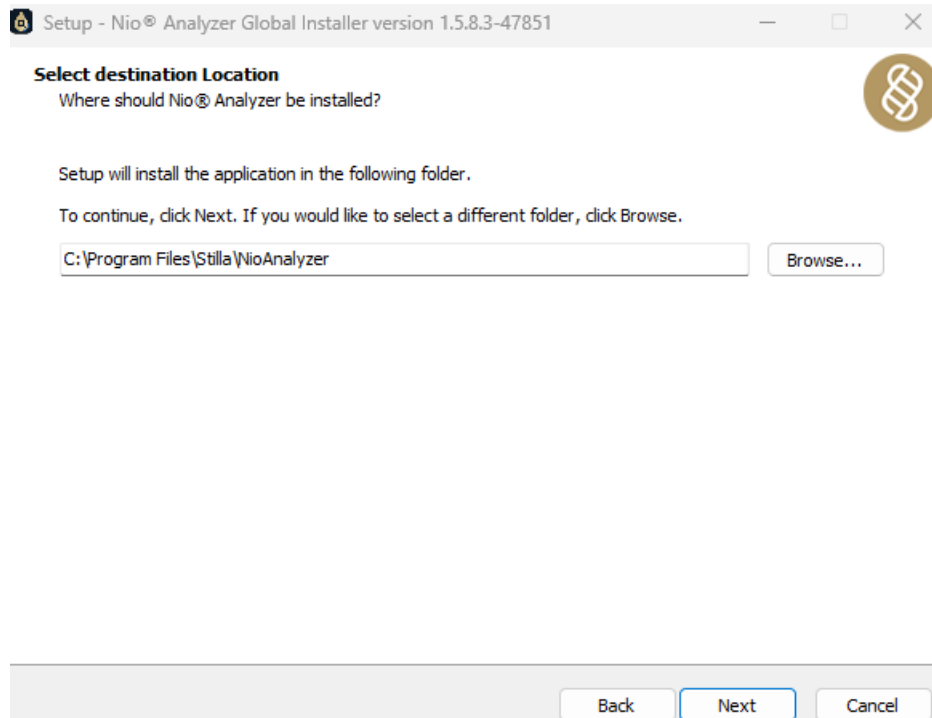 Setup - Nio® Analyzer Global Installer version 1.5.8.3-47851
Select destination Location
Where should Nio® Analyzer be installed?
Setup will install the application in the following folder.
To continue, click Next. If you would like to select a different folder, click Browse.
C:\Program Files\Stilla\NioAnalyzer
Browse...
Back
Next
Cancel